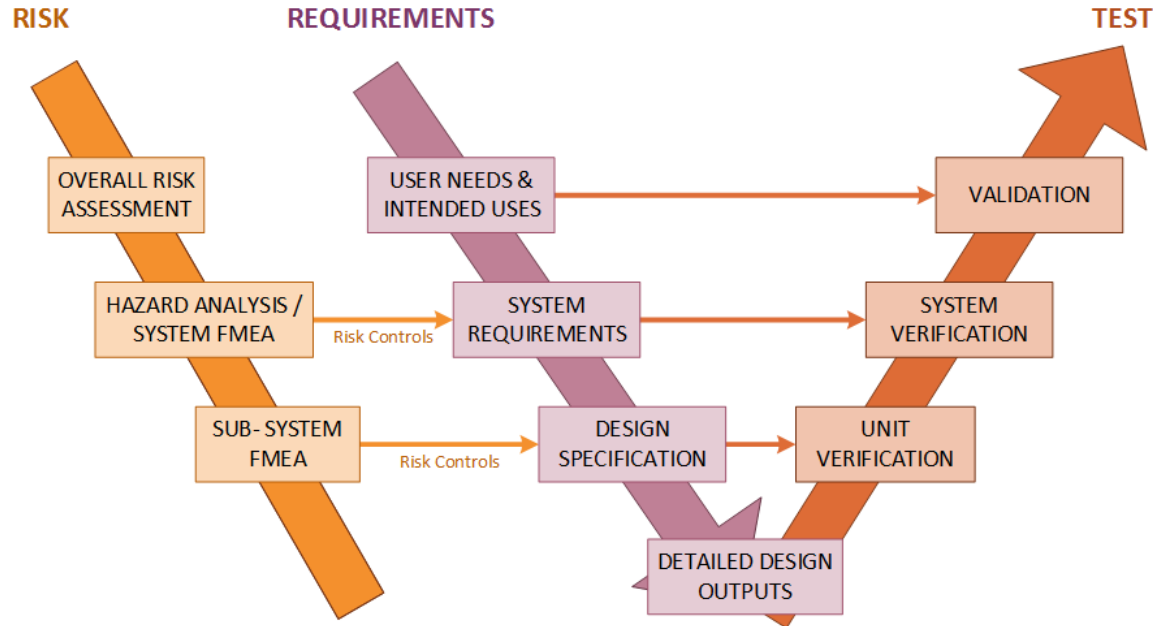 RISK
REQUIREMENTS
TEST
OVERALL RISK
ASSESSMENT
USER NEEDS &
INTENDED USES
VALIDATION
HAZARD ANALYSIS /
SYSTEM FMEA
Risk Controls
SYSTEM
REQUIREMENTS
SYSTEM
VERIFICATION
SUB- SYSTEM
FMEA
Risk Controls
DESIGN
SPECIFICATION
UNIT
VERIFICATION
DETAILED DESIGN
OUTPUTS